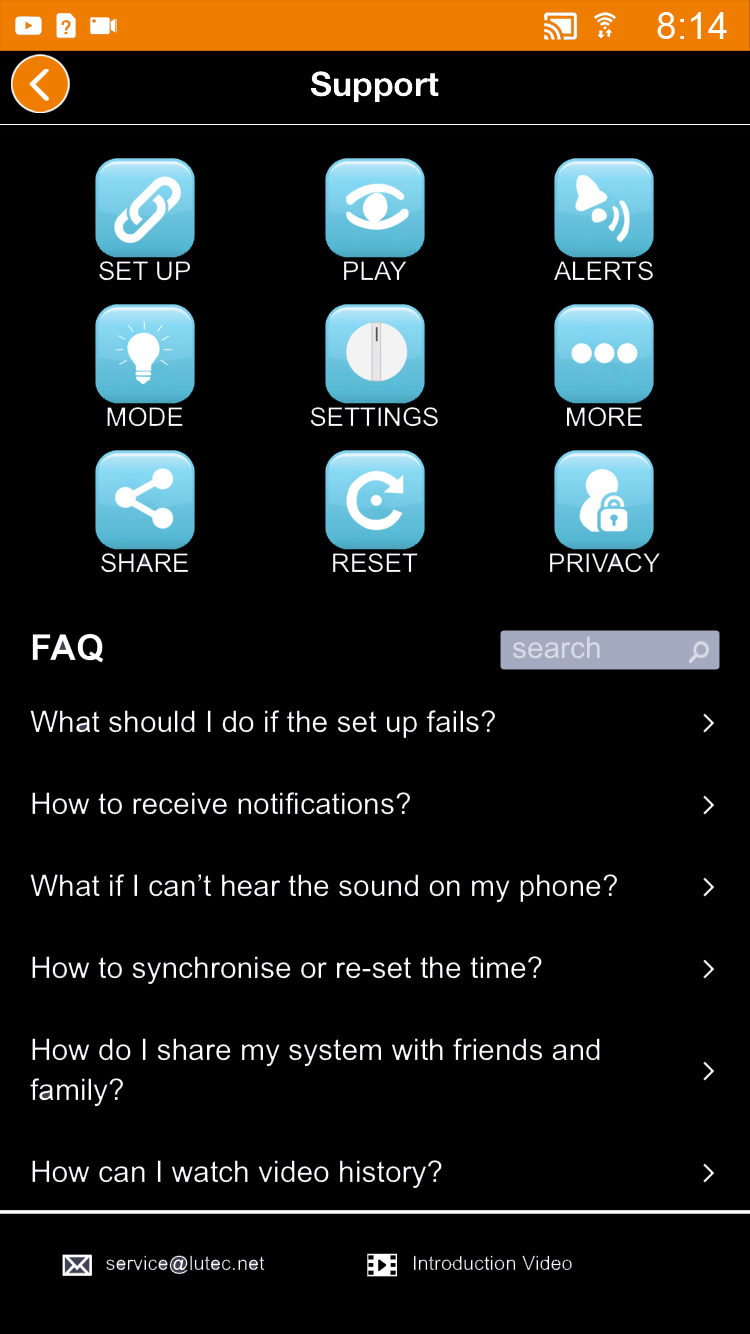 8:14
Support
SET UP
PLAY
ALERTS
MODE
SETTINGS
MORE
SHARE
RESET
PRIVACY
FAQ
search
What should I do if the set up fails?
How to receive notifications?
What if I can’t hear the sound on my phone?
How to synchronise or re-set the time?
How do I share my system with friends and
family?
How can I watch video history?
service@lutec.net
Introduction Video